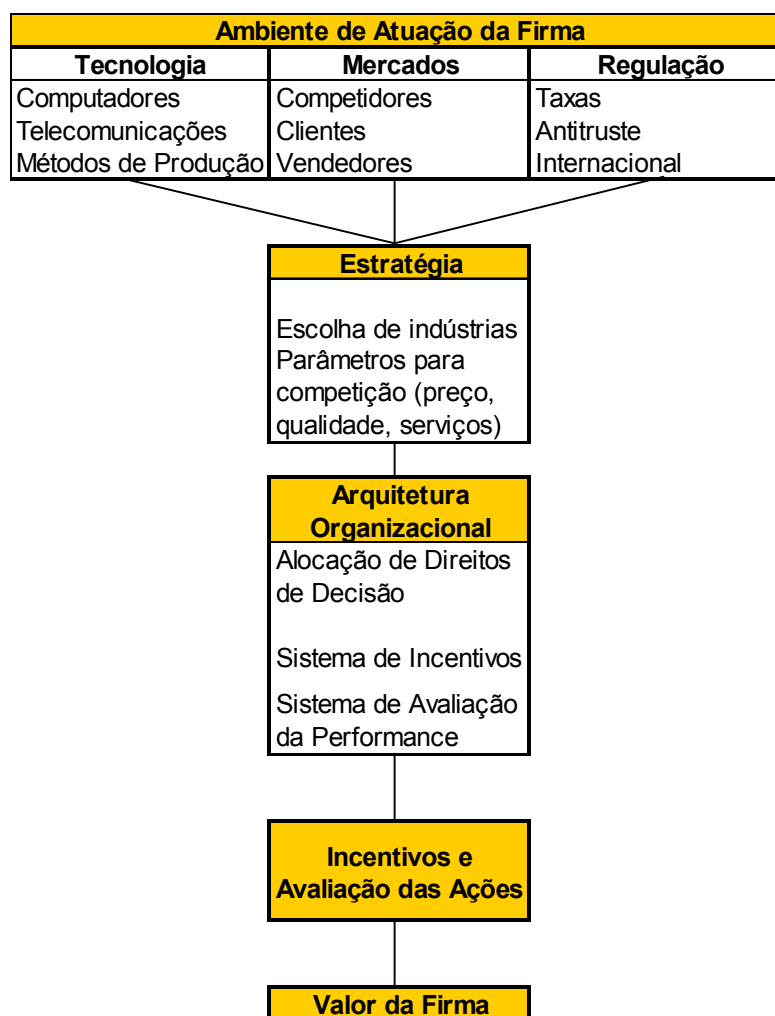 Ambiente de Atuação da Firma
Tecnologia Mercados Regulação
Computadores Competidores Taxas
Telecomunicações Clientes Antitruste
Métodos de Produção Vendedores Internacional
Estratégia
Escolha de indústrias
Parâmetros para
competição (preço,
qualidade, serviços)
Arquitetura
Organizacional
Alocação de Direitos
de Decisão
Sistema de Incentivos
Sistema de Avaliação
da Performance
Incentivos e
Avaliação das Ações
Valor da Firma